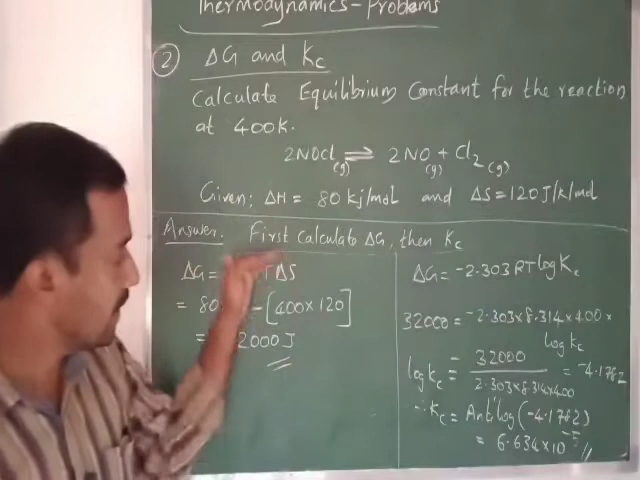 Thermodynamics - Problems
② ΔG and Kc
Calculate Equilibrium Constant for the reaction
at 400K.
2NOCl(g) ⇌ 2NO(g) + Cl2(g)
Given; ΔH = 80 kj/mol and ΔS = 120 J/k/mol
Answer: First Calculate ΔG, then Kc
ΔG = TΔS
= 80 - [400 × 120]
= 2000J
ΔG = -2.303 RT log Kc
32000 = -2.303 × 8.314 × 400 ×
log Kc
log Kc = - 32000 / 2.303 × 8.314 × 400 = -4.1782
∴ Kc = Antilog (-4.1782)
= 6.634 × 10^-5 //